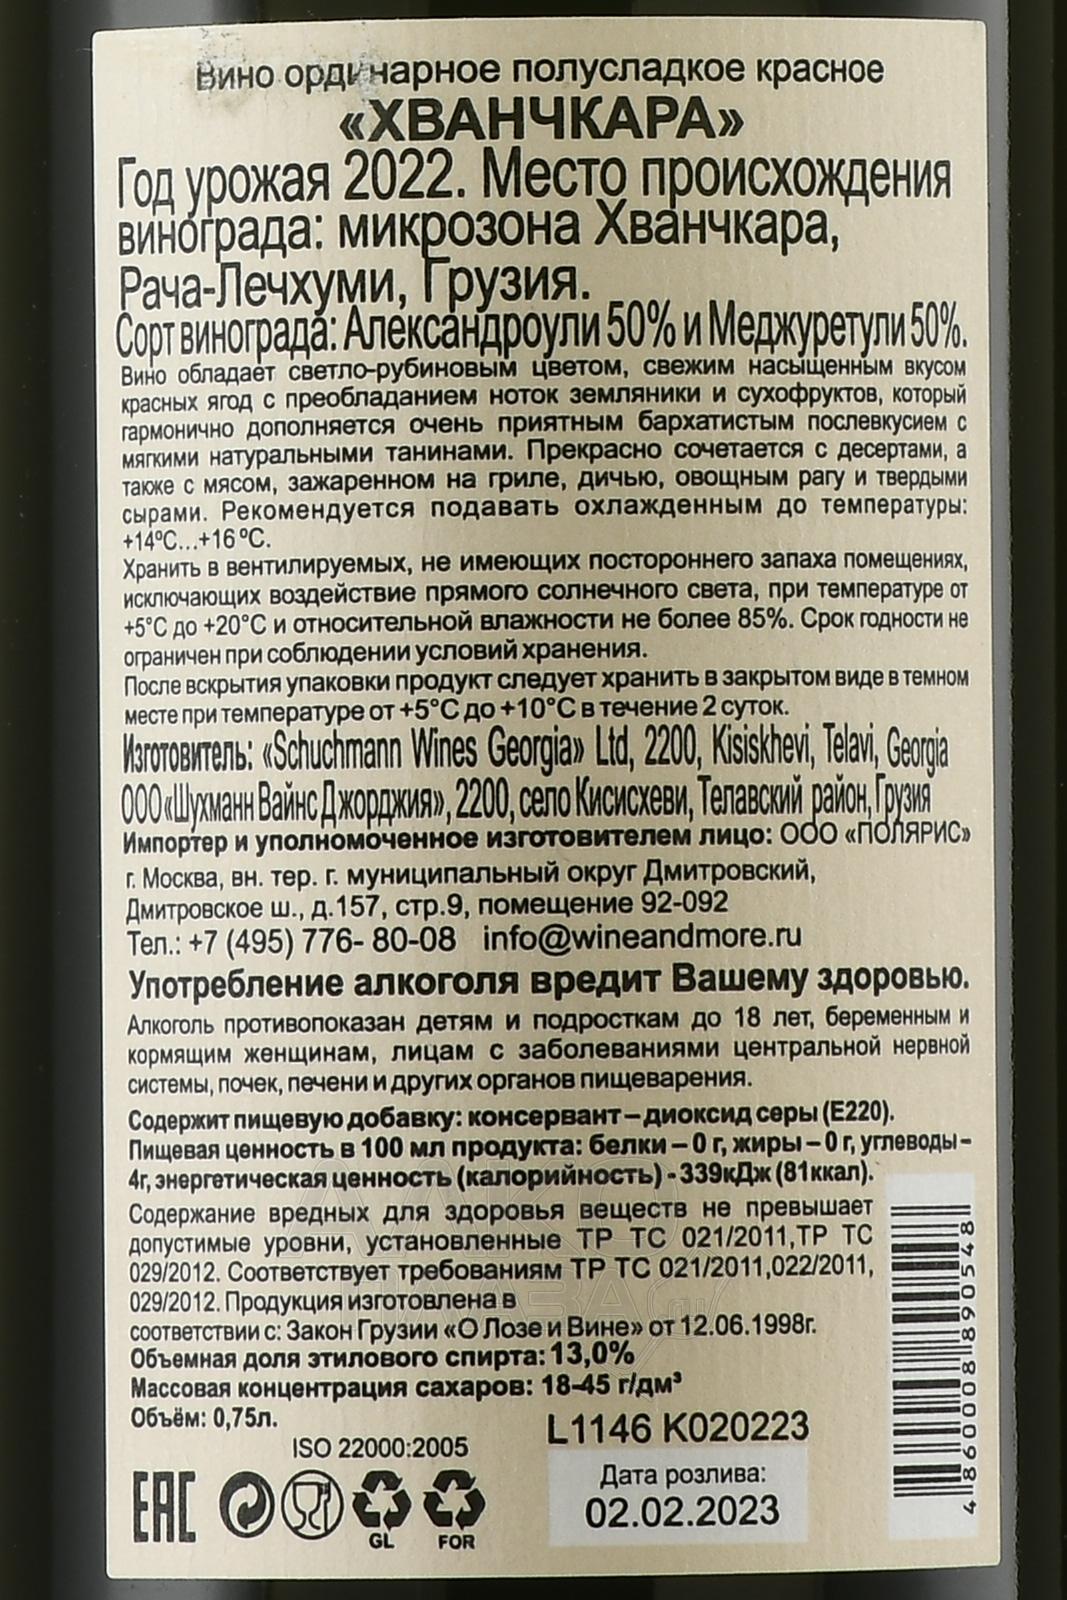 Вино ординарное полусладкое красное
«ХВАНЧКАРА»
Год урожая 2022. Место происхождения
винограда: микрозона Хванчкара,
Рача-Лечхуми, Грузия.
Сорт винограда: Александроули 50% и Меджуретули 50%.
Вино обладает светло-рубиновым цветом, свежим насыщенным вкусом
красных ягод с преобладанием ноток земляники и сухофруктов, который
гармонично дополняется очень приятным бархатистым послевкусием с
мягкими натуральными танинами. Прекрасно сочетается с десертами, а
также с мясом, зажаренном на гриле, дичью, овощным рагу и твердыми
сырами. Рекомендуется подавать охлажденным до температуры:
+14ºС...+16ºС.
Хранить в вентилируемых, не имеющих постороннего запаха помещениях,
исключающих воздействие прямого солнечного света, при температуре от
+5°С до +20°С и относительной влажности не более 85%. Срок годности не
ограничен при соблюдении условий хранения.
После вскрытия упаковки продукт следует хранить в закрытом виде в темном
месте при температуре от +5°С до +10°С в течение 2 суток.
Изготовитель: «Schuchmann Wines Georgia» Ltd, 2200, Kisiskhevi, Telavi, Georgia
ООО «Шухманн Вайнс Джорджия», 2200, село Кисисхеви, Телавский район, Грузия
Импортер и уполномоченное изготовителем лицо: ООО «ПОЛЯРИС»
г. Москва, вн. тер. г. муниципальный округ Дмитровский,
Дмитровское ш., д.157, стр.9, помещение 92-092
Тел.: +7 (495) 776- 80-08 info@wineandmore.ru
Употребление алкоголя вредит Вашему здоровью.
Алкоголь противопоказан детям и подросткам до 18 лет, беременным и
кормящим женщинам, лицам с заболеваниями центральной нервной
системы, почек, печени и других органов пищеварения.
Содержит пищевую добавку: консервант – диоксид серы (Е220).
Пищевая ценность в 100 мл продукта: белки – 0 г, жиры – 0 г, углеводы –
4г, энергетическая ценность (калорийность) - 339кДж (81ккал).
Содержание вредных для здоровья веществ не превышает
допустимые уровни, установленные ТР ТС 021/2011,ТР ТС
029/2012. Соответствует требованиям ТР ТС 021/2011,022/2011,
029/2012. Продукция изготовлена в
соответствии с: Закон Грузии «О Лозе и Вине» от 12.06.1998г.
Объемная доля этилового спирта: 13,0%
Массовая концентрация сахаров: 18-45 г/дм³
Объём: 0,75л.
L1146 K020223
ISO 22000:2005
Дата розлива:
02.02.2023
EAC
GL
FOR
4860008890548